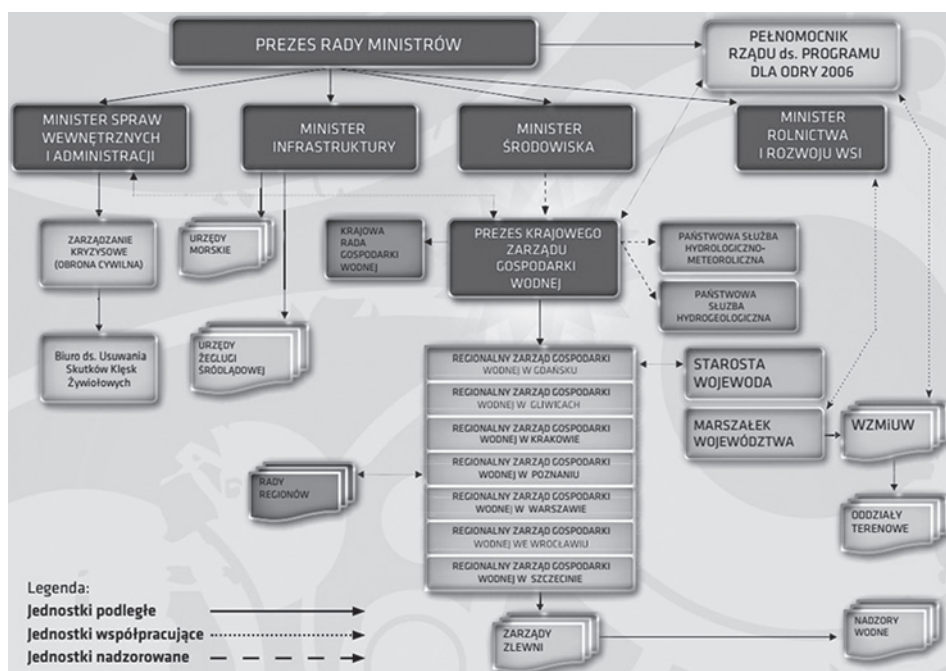 PREZES RADY MINISTRÓW
PEŁNOMOCNIK
RZĄDU ds. PROGRAMU
DLA ODRY 2006
MINISTER SPRAW
WEWNĘTRZNYCH
I ADMINISTRACJI
MINISTER
INFRASTRUKTURY
MINISTER
ŚRODOWISKA
MINISTER
ROLNICTWA
I ROZWOJU WSI
ZARZĄDZANIE
KRYZYSOWE
(OBRONA CYWILNA)
URZĘDY
MORSKIE
KRAJOWA
RADA
GOSPODARKI
WODNEJ
PREZES KRAJOWEGO
ZARZĄDU
GOSPODARKI
WODNEJ
PAŃSTWOWA SŁUŻBA
HYDROLOGICZNO-
METEOROLICZNA
PAŃSTWOWA
SŁUZBA
HYDROGEOLOGICZNA
Biuro ds. Usuwania
Skutków Klęsk
Żywiołowych
URZĘDY
ŻEGLUGI
ŚRÓDLĄDOWEJ
REGIONALNY ZARZĄD GOSPODARKI
WODNEJ W GDAŃSKU
REGIONALNY ZARZĄD GOSPODARKI
WODNEJ W GLIWICACH
REGIONALNY ZARZĄD GOSPODARKI
WODNEJ W KRAKOWIE
REGIONALNY ZARZĄD GOSPODARKI
WODNEJ W POZNANIU
REGIONALNY ZARZĄD GOSPODARKI
WODNEJ W WARSZAWIE
REGIONALNY ZARZĄD GOSPODARKI
WODNEJ WE WROCŁAWIU
REGIONALNY ZARZĄD GOSPODARKI
WODNEJ W SZCZECINIE
STAROSTA
WOJEWODA
MARSZAŁEK
WOJEWÓDZTWA
WZMiUW
RADY
REGIONÓW
ODDZIAŁY
TERENOWE
ZARZĄDY
ZLEWNI
NADZORY
WODNE
Legenda:
Jednostki podległe
Jednostki współpracujące
Jednostki nadzorowane